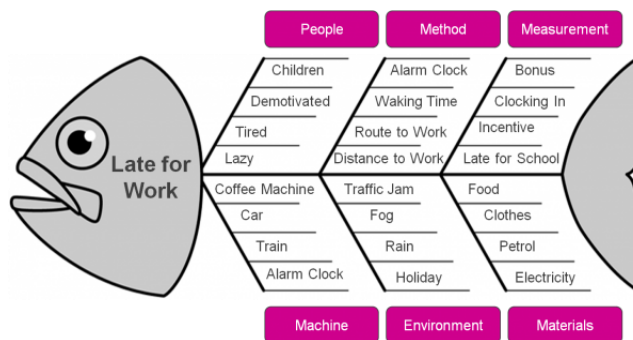 People
Method
Measurement
Children
Alarm Clock
Bonus
Demotivated
Waking Time
Clocking In
Tired
Route to Work
Incentive
Lazy
Distance to Work
Late for School
Late for
Work
Coffee Machine
Traffic Jam
Food
Car
Fog
Clothes
Train
Rain
Petrol
Alarm Clock
Holiday
Electricity
Machine
Environment
Materials